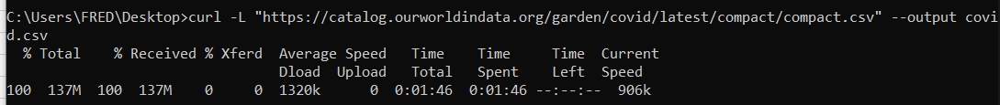 C:\Users\FRED\Desktop>curl -L "https://catalog.ourworldindata.org/garden/covid/latest/compact/compact.csv" --output covi
d.csv
  % Total    % Received % Xferd  Average Speed   Time    Time     Time  Current
                                 Dload  Upload   Total   Spent    Left  Speed
100  137M  100  137M    0     0  1320k      0  0:01:46  0:01:46 --:--:--  906k